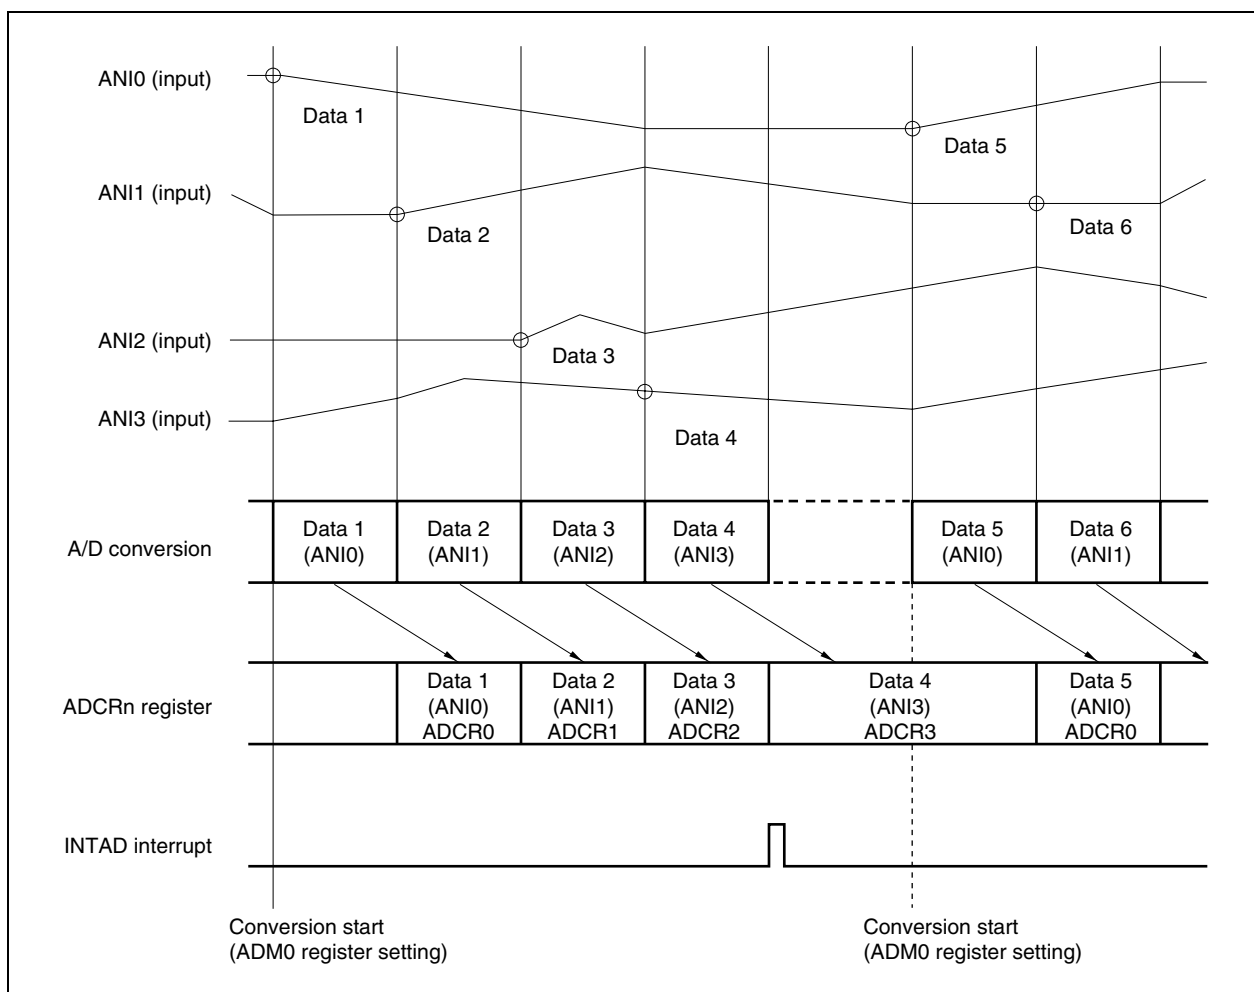 ANI0 (input)
Data 1
Data 5
ANI1 (input)
Data 2
Data 6
ANI2 (input)
Data 3
ANI3 (input)
Data 4
A/D conversion
Data 1
(ANI0)
Data 2
(ANI1)
Data 3
(ANI2)
Data 4
(ANI3)
Data 5
(ANI0)
Data 6
(ANI1)
ADCRn register
Data 1
(ANI0)
ADCR0
Data 2
(ANI1)
ADCR1
Data 3
(ANI2)
ADCR2
Data 4
(ANI3)
ADCR3
Data 5
(ANI0)
ADCR0
INTAD interrupt
Conversion start
(ADM0 register setting)
Conversion start
(ADM0 register setting)